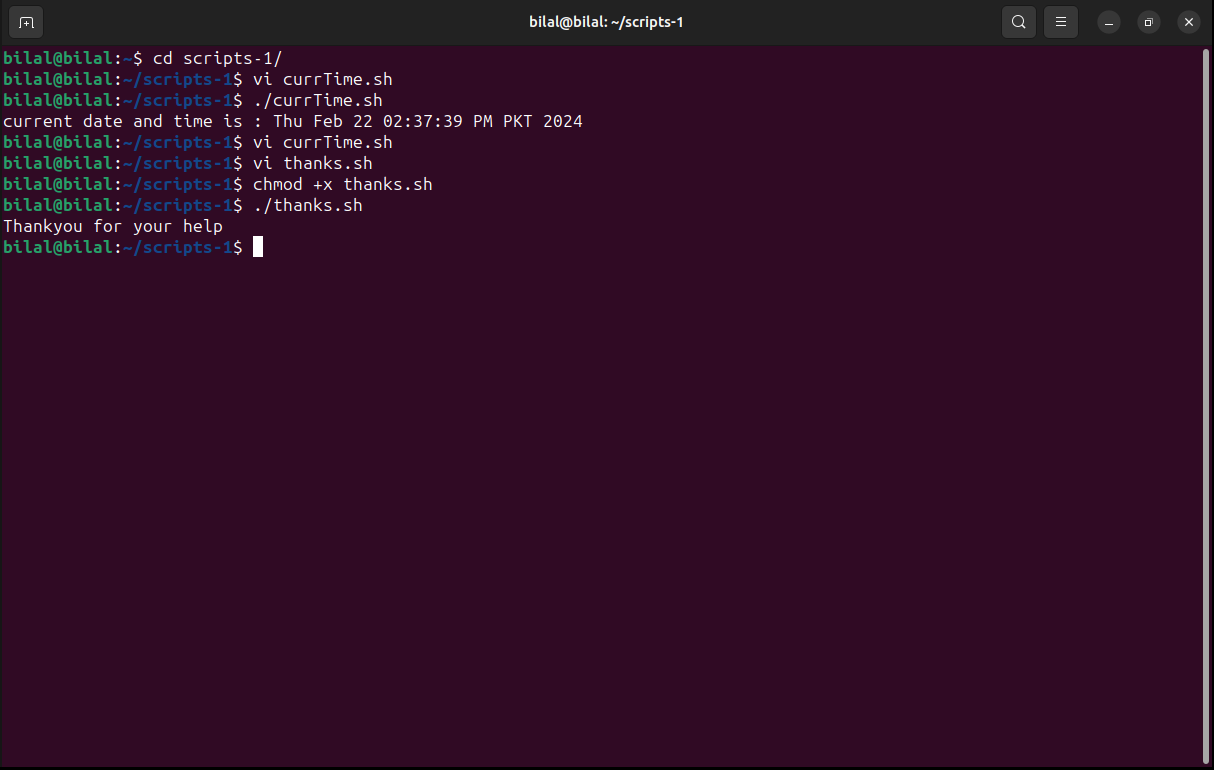 bilal@bilal: ~/scripts-1
bilal@bilal:~$ cd scripts-1/
bilal@bilal:~/scripts-1$ vi currTime.sh
bilal@bilal:~/scripts-1$ ./currTime.sh
current date and time is : Thu Feb 22 02:37:39 PM PKT 2024
bilal@bilal:~/scripts-1$ vi currTime.sh
bilal@bilal:~/scripts-1$ vi thanks.sh
bilal@bilal:~/scripts-1$ chmod +x thanks.sh
bilal@bilal:~/scripts-1$ ./thanks.sh
Thankyou for your help
bilal@bilal:~/scripts-1$